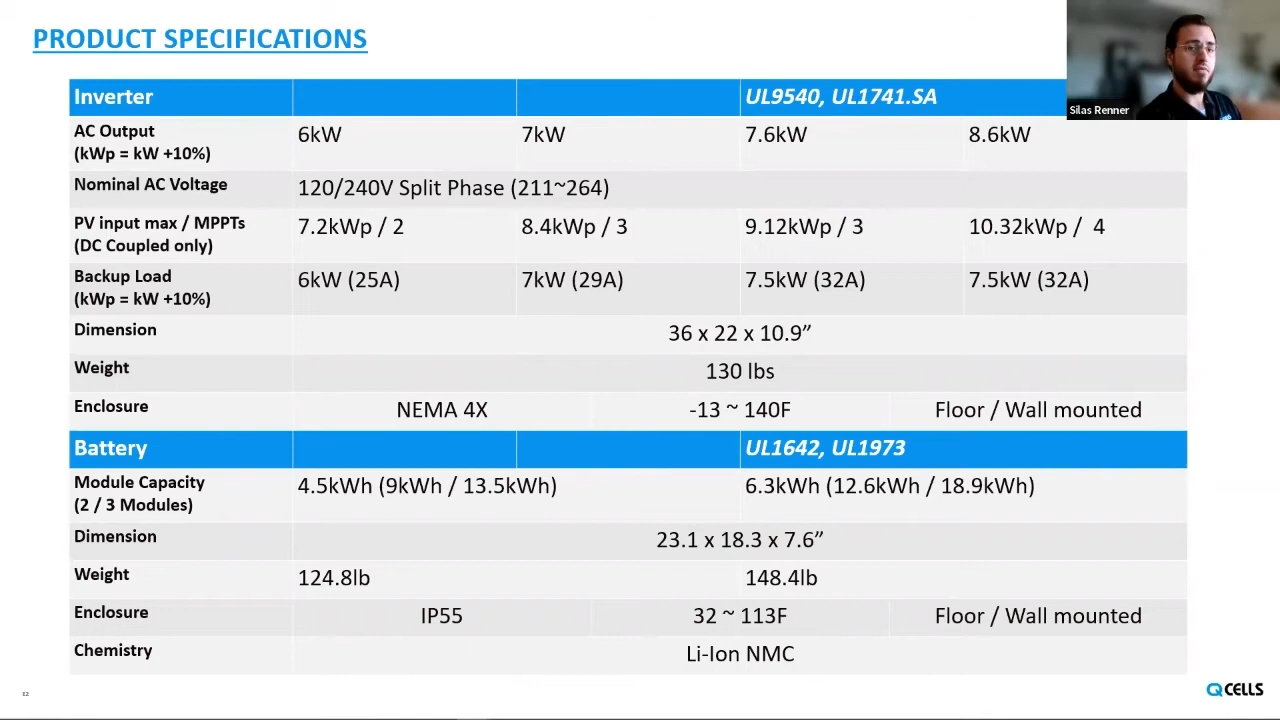 PRODUCT SPECIFICATIONS
Silas Renner
Inverter UL9540, UL1741.SA
AC Output 6kW 7kW 7.6kW 8.6kW
(kWp = kW +10%)
Nominal AC Voltage 120/240V Split Phase (211~264)
PV input max / MPPTs 7.2kWp / 2 8.4kWp / 3 9.12kWp / 3 10.32kWp / 4
(DC Coupled only)
Backup Load 6kW (25A) 7kW (29A) 7.5kW (32A) 7.5kW (32A)
(kWp = kW +10%)
Dimension 36 x 22 x 10.9”
Weight 130 lbs
Enclosure NEMA 4X -13 ~ 140F Floor / Wall mounted
Battery UL1642, UL1973
Module Capacity 4.5kWh (9kWh / 13.5kWh) 6.3kWh (12.6kWh / 18.9kWh)
(2 / 3 Modules)
Dimension 23.1 x 18.3 x 7.6”
Weight 124.8lb 148.4lb
Enclosure IP55 32 ~ 113F Floor / Wall mounted
Chemistry Li-Ion NMC
12
QCELLS